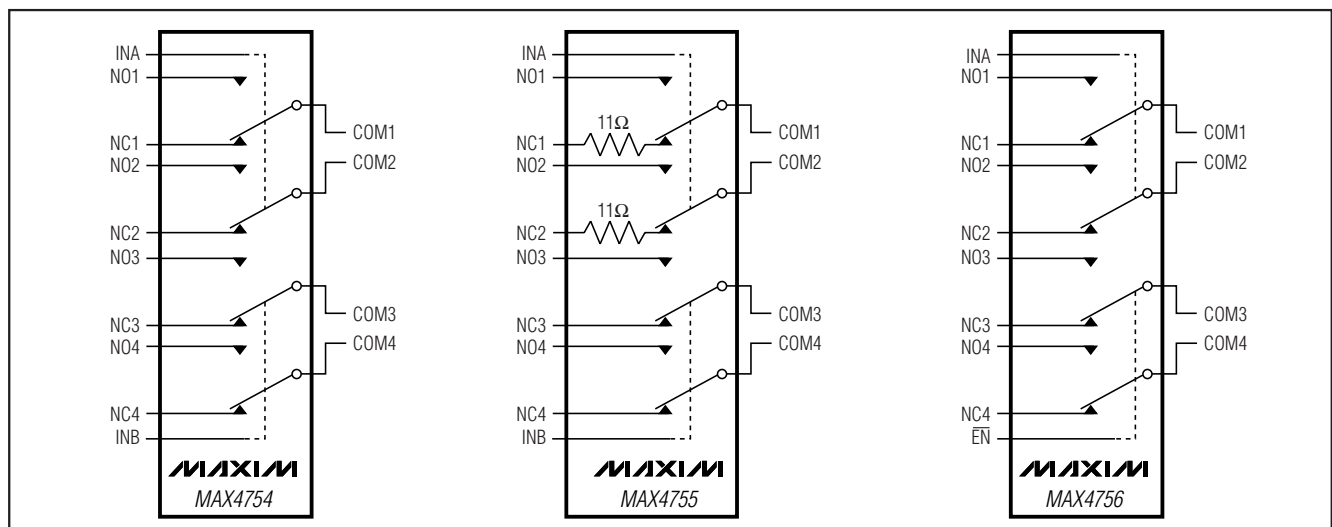 INA
NO1
COM1
NC1
NO2
COM2
NC2
NO3
COM3
NC3
NO4
COM4
NC4
INB
MAXIM
MAX4754
INA
NO1
11Ω
COM1
NC1
NO2
COM2
11Ω
NC2
NO3
COM3
NC3
NO4
COM4
NC4
INB
MAXIM
MAX4755
INA
NO1
COM1
NC1
NO2
COM2
NC2
NO3
COM3
NC3
NO4
COM4
NC4
E̅N̅
MAXIM
MAX4756